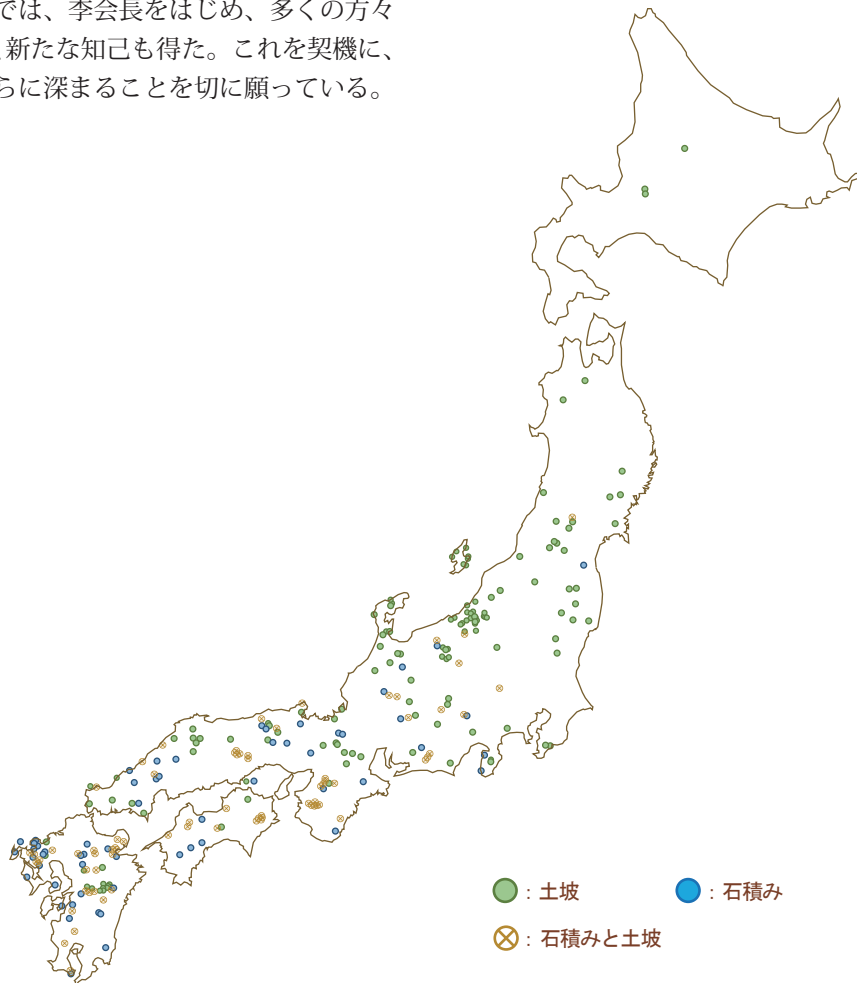 では、李会長をはじめ、多くの方々
新たな知己も得た。これを契機に、
らに深まることを切に願っている。
：土坡
：石積み
：石積みと土坡